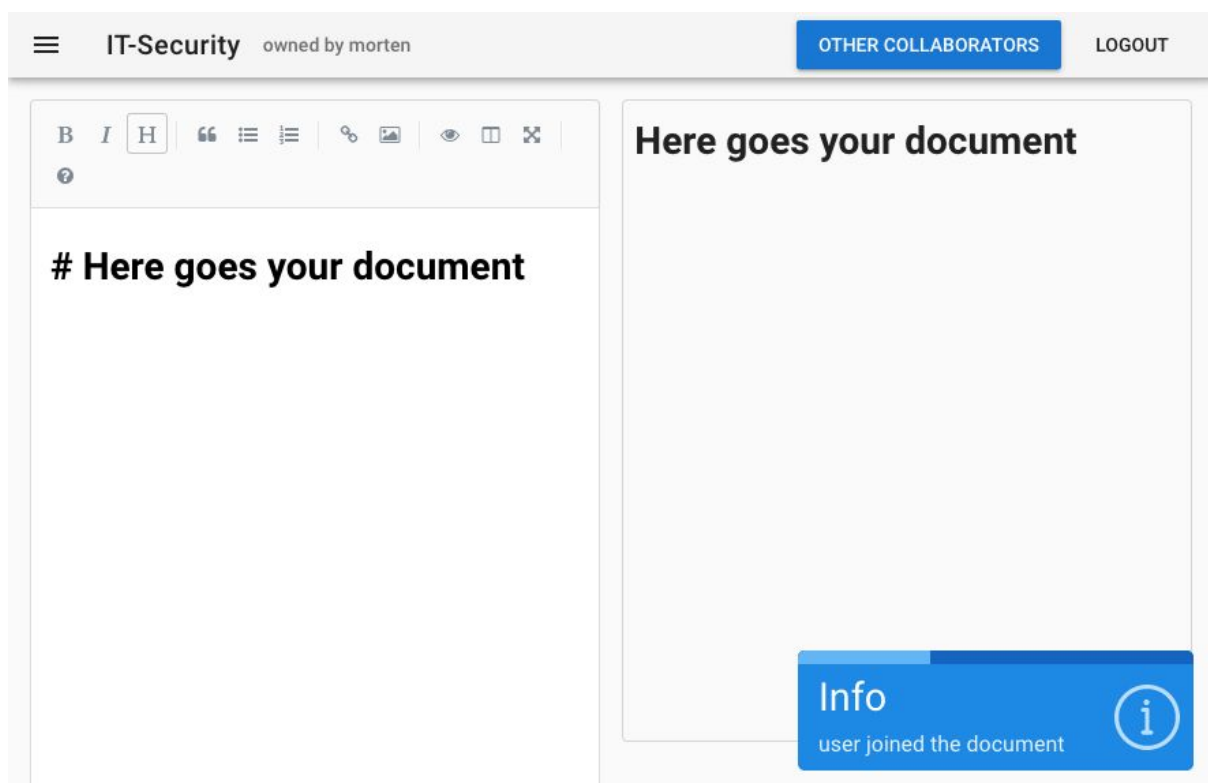 IT-Security owned by morten OTHER COLLABORATORS LOGOUT
B I H
# Here goes your document
Here goes your document
Info
user joined the document